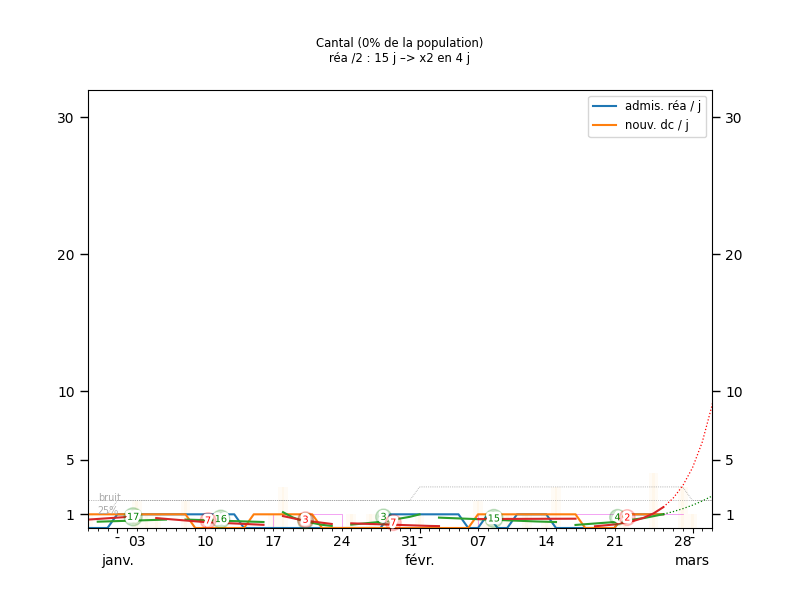 Cantal (0% de la population)
réa /2 : 15 j –> x2 en 4 j
admis. réa / j
nouv. dc / j
30 30
20 20
10 10
5 5
1 1
bruit
25%
17 7 16 3 3 7 15 4 2
03 10 17 24 31 07 14 21 28
janv. févr. mars